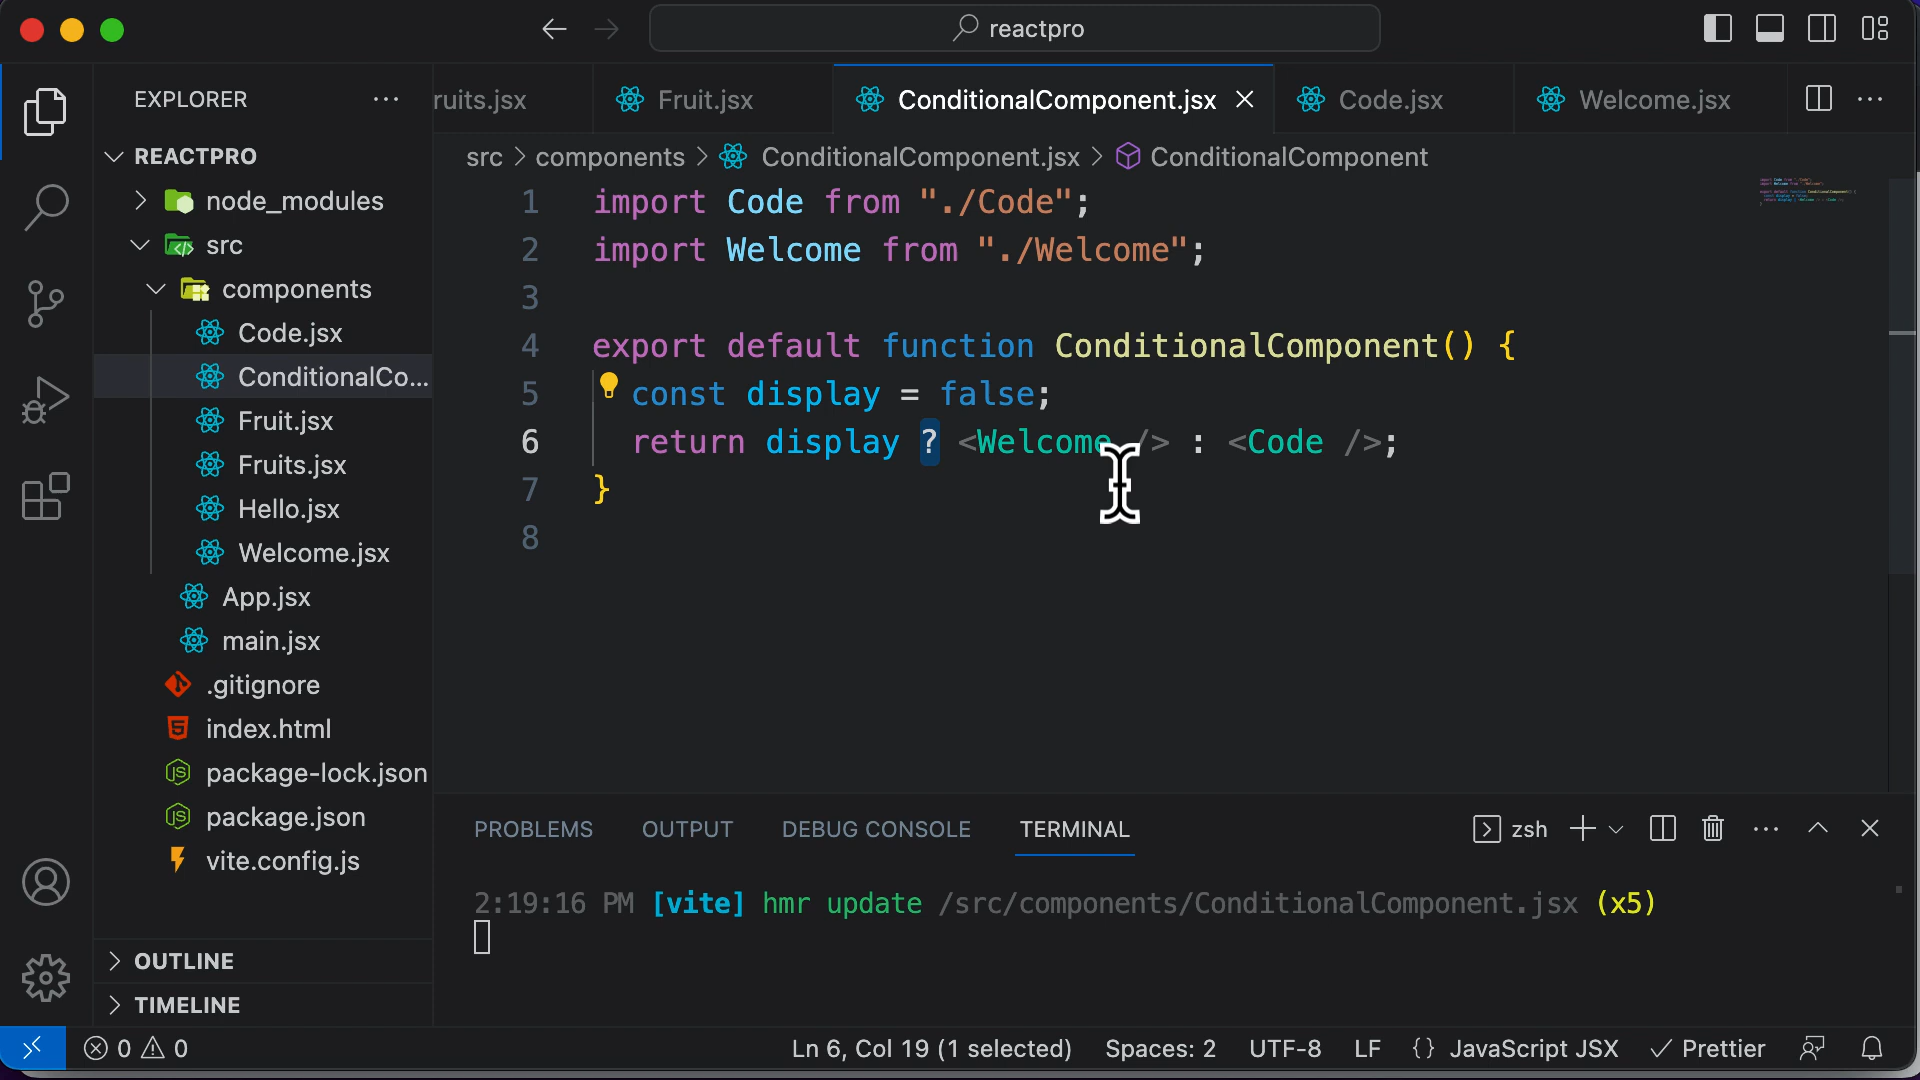 reactpro
EXPLORER
ruits.jsx
Fruit.jsx
ConditionalComponent.jsx
Code.jsx
Welcome.jsx
REACTPRO
node_modules
src
components
Code.jsx
ConditionalCo...
Fruit.jsx
Fruits.jsx
Hello.jsx
Welcome.jsx
App.jsx
main.jsx
.gitignore
index.html
package-lock.json
package.json
vite.config.js
OUTLINE
TIMELINE
src > components > ConditionalComponent.jsx > ConditionalComponent
1 import Code from "./Code";
2 import Welcome from "./Welcome";
3
4 export default function ConditionalComponent() {
5 const display = false;
6 return display ? <Welcome /> : <Code />;
7 }
8
PROBLEMS OUTPUT DEBUG CONSOLE TERMINAL
zsh
2:19:16 PM [vite] hmr update /src/components/ConditionalComponent.jsx (x5)
0 0
Ln 6, Col 19 (1 selected) Spaces: 2 UTF-8 LF {} JavaScript JSX Prettier